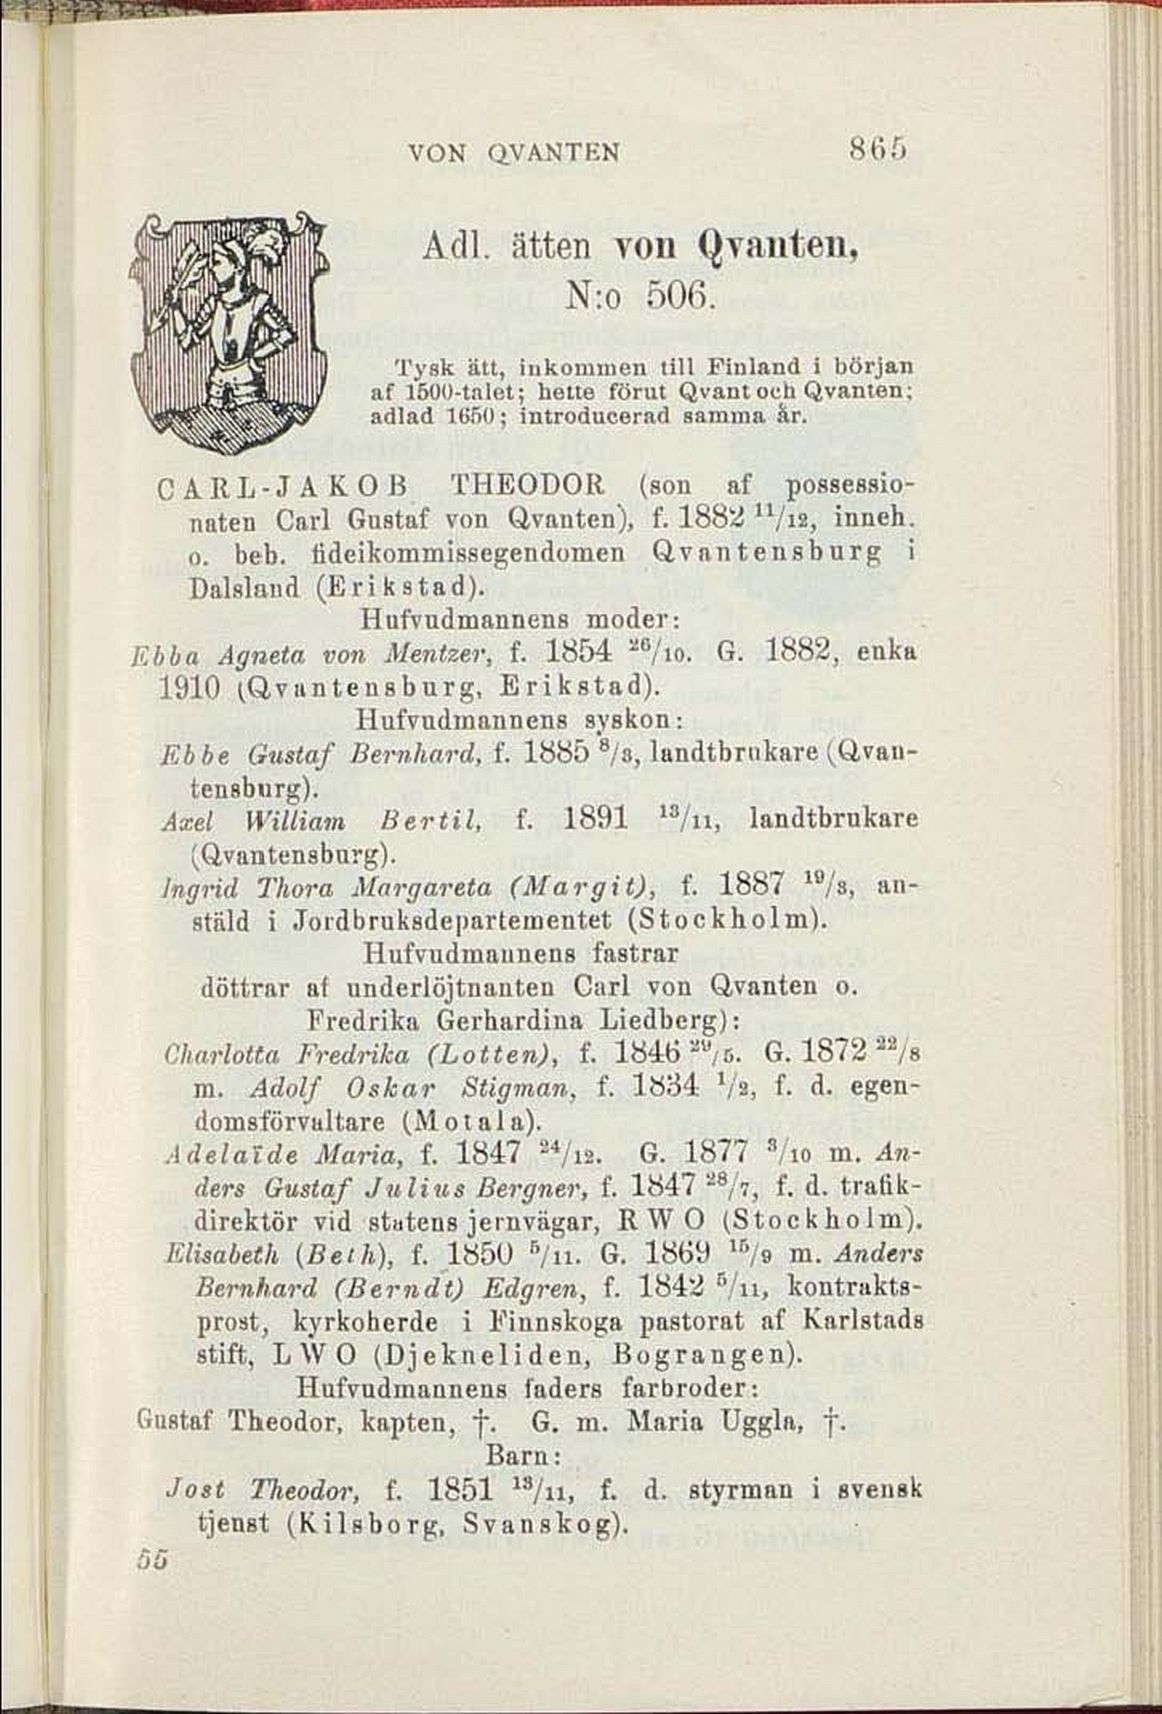 VON QVANTEN 865
Adl. ätten von Qvanten,
N:o 506.
Tysk ätt, inkommen till Finland i början
af 1500-talet; hette förut Qvant och Qvanten;
adlad 1650; introducerad samma år.
CARL-JAKOB THEODOR (son af possessio-
naten Carl Gustaf von Qvanten), f. 1882 11/12, inneh.
o. beb. fideikommissegendomen Qvantensburg i
Dalsland (Erikstad).
Hufvudmannens moder:
Ebba Agneta von Mentzer, f. 1854 26/10. G. 1882, enka
1910 (Qvantensburg, Erikstad).
Hufvudmannens syskon:
Ebbe Gustaf Bernhard, f. 1885 8/3, landtbrukare (Qvan-
tensburg).
Axel William Bertil, f. 1891 13/11, landtbrukare
(Qvantensburg).
Ingrid Thora Margareta (Margit), f. 1887 19/3, an-
stäld i Jordbruksdepartementet (Stockholm).
Hufvudmannens fastrar
döttrar af underlöjtnanten Carl von Qvanten o.
Fredrika Gerhardina Liedberg):
Charlotta Fredrika (Lotten), f. 1846 29/5. G. 1872 22/8
m. Adolf Oskar Stigman, f. 1834 1/2, f. d. egen-
domsförvaltare (Motala).
Adelaïde Maria, f. 1847 24/12. G. 1877 3/10 m. An-
ders Gustaf Julius Bergner, f. 1847 28/7, f. d. trafik-
direktör vid statens jernvägar, R W O (Stockholm).
Elisabeth (Beth), f. 1850 5/11. G. 1869 15/9 m. Anders
Bernhard (Berndt) Edgren, f. 1842 5/11, kontrakts-
prost, kyrkoherde i Finnskoga pastorat af Karlstads
stift, L W O (Djekneliden, Bograngen).
Hufvudmannens faders farbroder:
Gustaf Theodor, kapten, †. G. m. Maria Uggla, †.
Barn:
Jost Theodor, f. 1851 13/11, f. d. styrman i svensk
tjenst (Kilsborg, Svanskog).
55